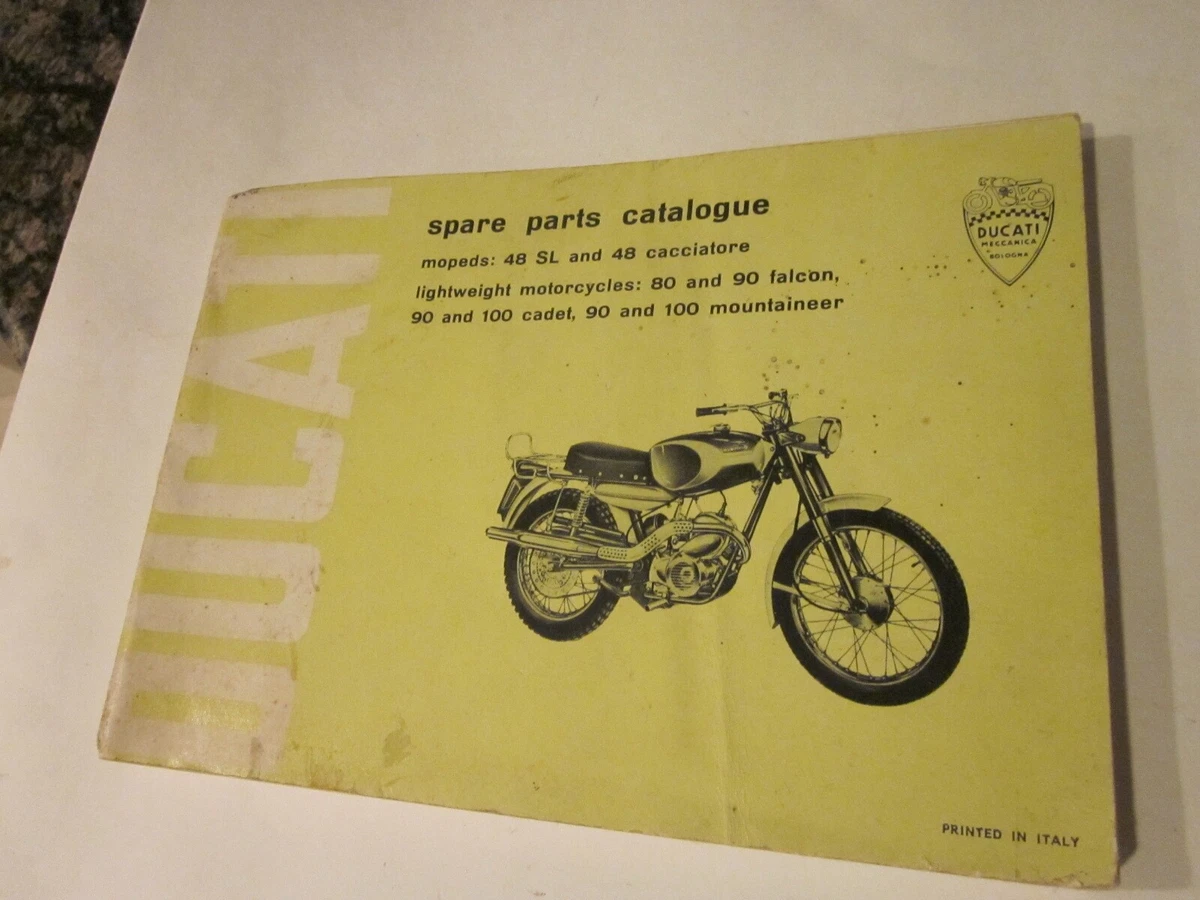 DUCATI
spare parts catalogue
mopeds: 48 SL and 48 cacciatore
lightweight motorcycles: 80 and 90 falcon,
90 and 100 cadet, 90 and 100 mountaineer
DUCATI
MECCANICA
BOLOGNA
PRINTED IN ITALY